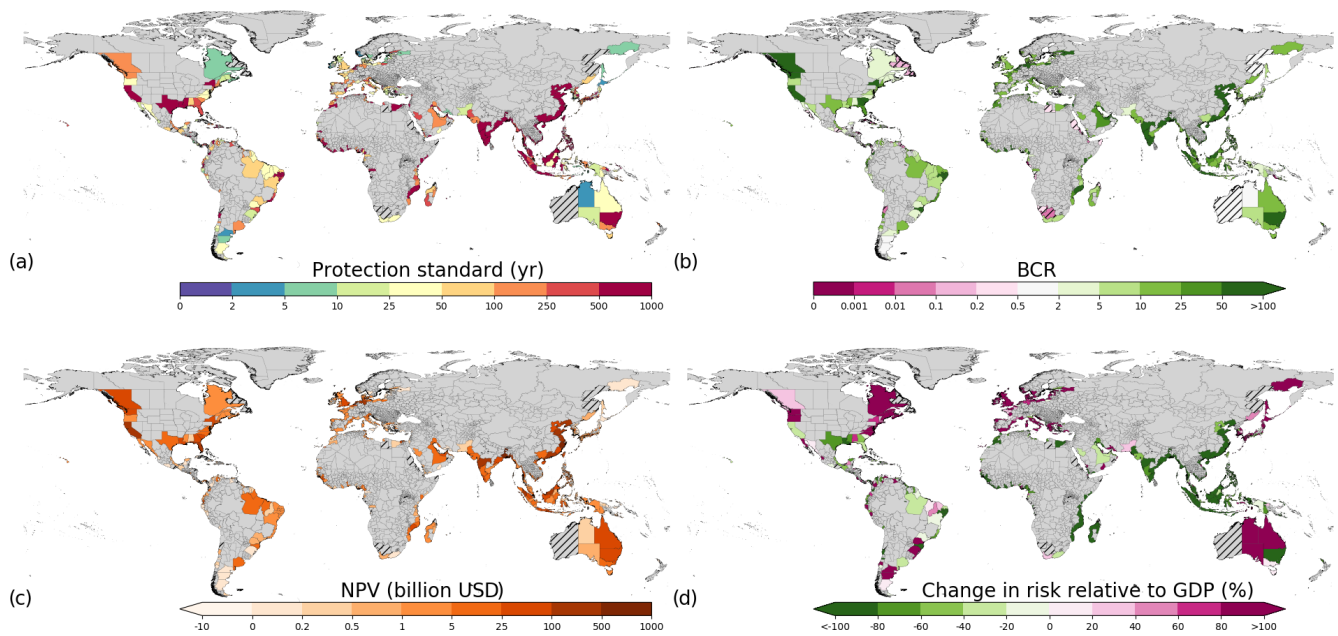 (a)
Protection standard (yr)
0 2 5 10 25 50 100 250 500 1000
(b)
BCR
0 0.001 0.01 0.1 0.2 0.5 2 5 10 25 50 >100
(c)
NPV (billion USD)
-10 0 0.2 0.5 1 5 25 100 500 1000
(d)
Change in risk relative to GDP (%)
<-100 -80 -60 -40 -20 0 20 40 60 80 >100